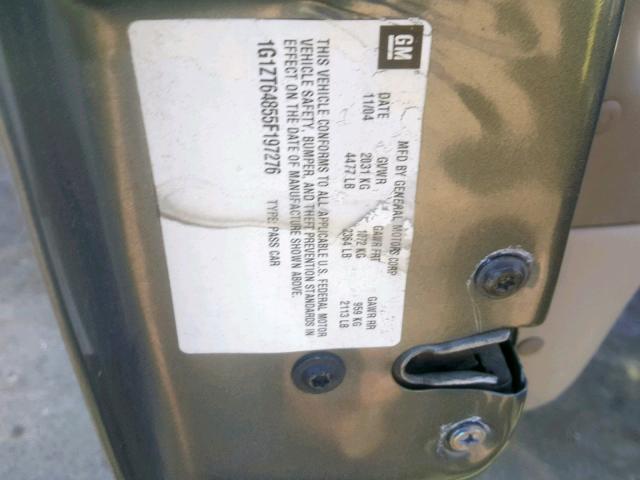 GM
MFD BY GENERAL MOTORS CORP
DATE GVWR GAWR FRT GAWR RR
11/04 2031 KG 1072 KG 959 KG
4477 LB 2364 LB 2113 LB
THIS VEHICLE CONFORMS TO ALL APPLICABLE U.S. FEDERAL MOTOR
VEHICLE SAFETY, BUMPER, AND THEFT PREVENTION STANDARDS IN
EFFECT ON THE DATE OF MANUFACTURE SHOWN ABOVE.
1G1ZT64855F197276 TYPE: PASS CAR